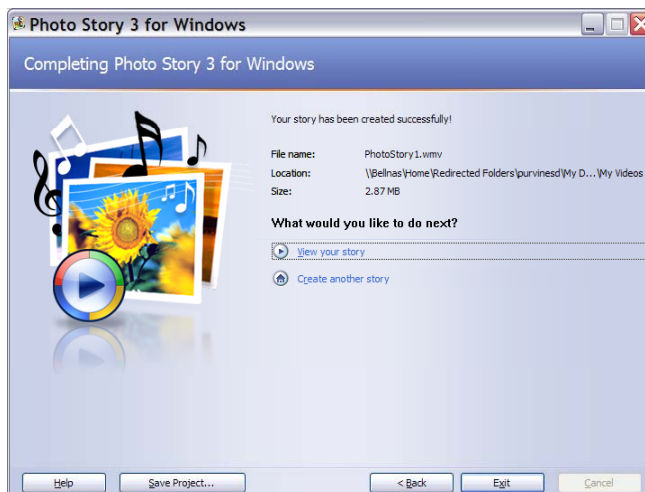 Photo Story 3 for Windows
Completing Photo Story 3 for Windows
Your story has been created successfully!
File name: PhotoStory1.wmv
Location: \\Bellnas\Home\Redirected Folders\purvinesd\My D...\My Videos
Size: 2.87 MB
What would you like to do next?
View your story
Create another story
Help Save Project... < Back Exit Cancel